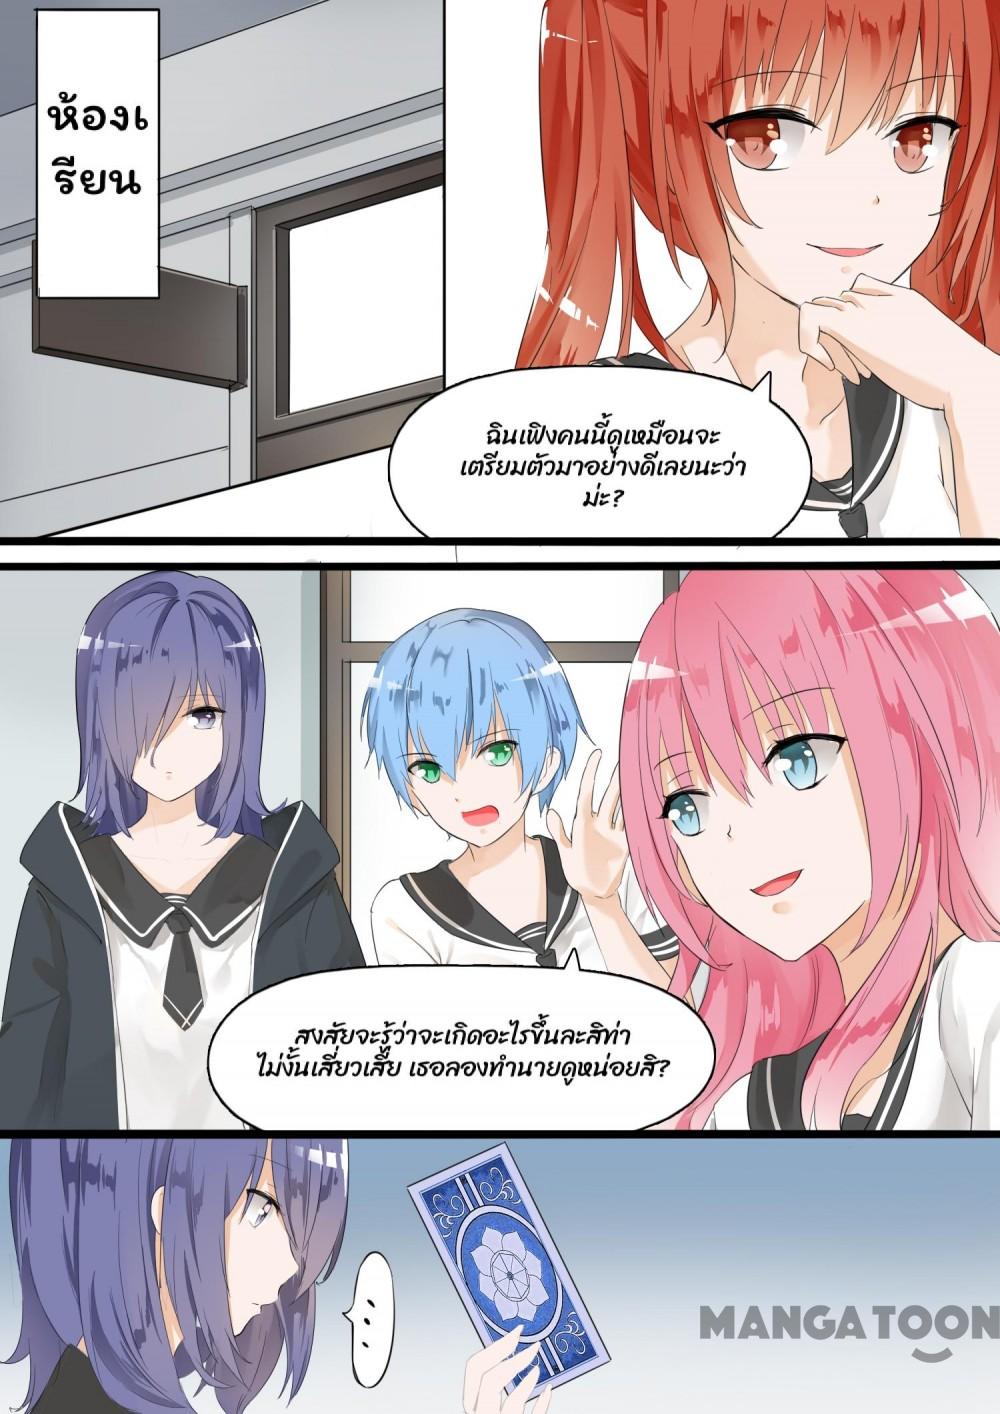 ห้องเ
รียน
ฉินเฟิงคนนี้ดูเหมือนจะ
เตรียมตัวมาอย่างดีเลยนะว่า
ม่ะ?
สงสัยจะรู้ว่าจะเกิดอะไรขึ้นละสิท่า
ไม่งั้นเสี่ยวเสีย เธอลองทำนายดูหน่อยสิ?
......
MANGATOON